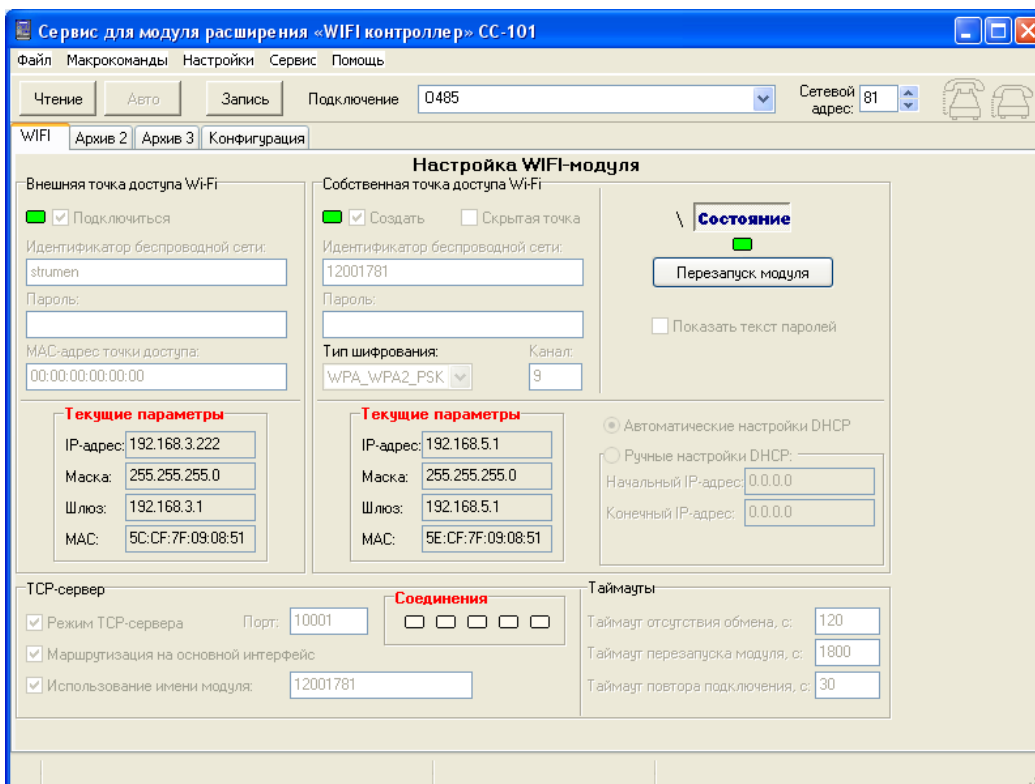 Сервис для модуля расширения «WIFI контроллер» СС-101
Файл Макрокоманды Настройки Сервис Помощь
Чтение Авто Запись Подключение O485 Сетевой адрес: 81
WIFI Архив 2 Архив 3 Конфигурация
Настройка WIFI-модуля
Внешняя точка доступа Wi-Fi
Подключиться
Идентификатор беспроводной сети:
strumen
Пароль:
MAC-адрес точки доступа:
00:00:00:00:00:00
Текущие параметры
IP-адрес: 192.168.3.222
Маска: 255.255.255.0
Шлюз: 192.168.3.1
MAC: 5C:CF:7F:09:08:51
Собственная точка доступа Wi-Fi
Создать Скрытая точка
Идентификатор беспроводной сети:
12001781
Пароль:
Тип шифрования: Канал:
WPA_WPA2_PSK 9
Текущие параметры
IP-адрес: 192.168.5.1
Маска: 255.255.255.0
Шлюз: 192.168.5.1
MAC: 5E:CF:7F:09:08:51
\ Состояние
Перезапуск модуля
Показать текст паролей
Автоматические настройки DHCP
Ручные настройки DHCP:
Начальный IP-адрес: 0.0.0.0
Конечный IP-адрес: 0.0.0.0
TCP-сервер
Режим TCP-сервера Порт: 10001
Соединения
Маршрутизация на основной интерфейс
Использование имени модуля: 12001781
Таймауты
Таймаут отсутствия обмена, с: 120
Таймаут перезапуска модуля, с: 1800
Таймаут повтора подключения, с: 30